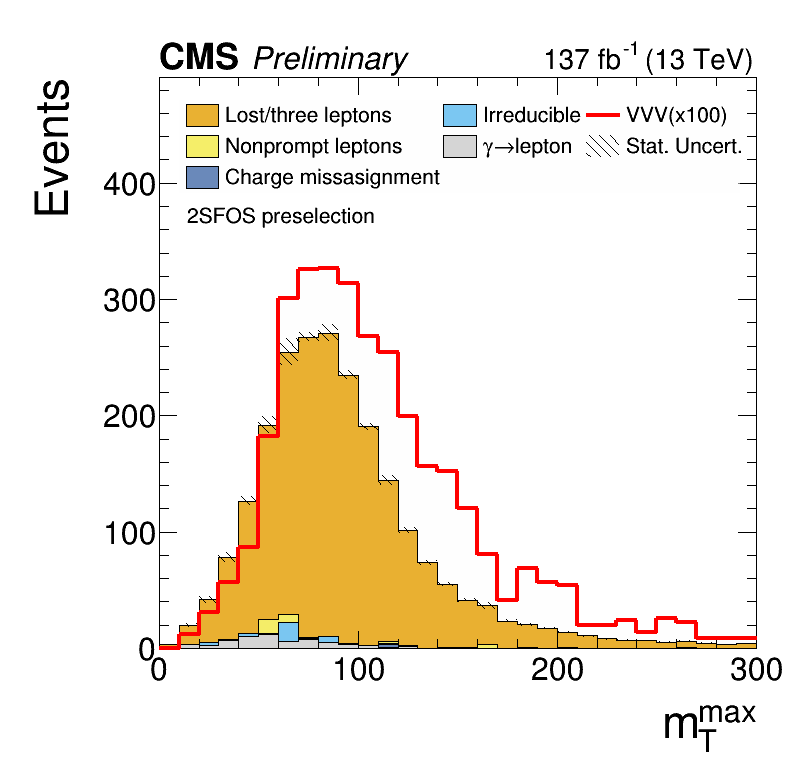 CMS Preliminary 137 fb⁻¹ (13 TeV)
Events
Lost/three leptons Irreducible VVV(x100)
Nonprompt leptons γ→lepton Stat. Uncert.
Charge missasignment
2SFOS preselection
400
300
200
100
0
0 100 200 300
m_T^max